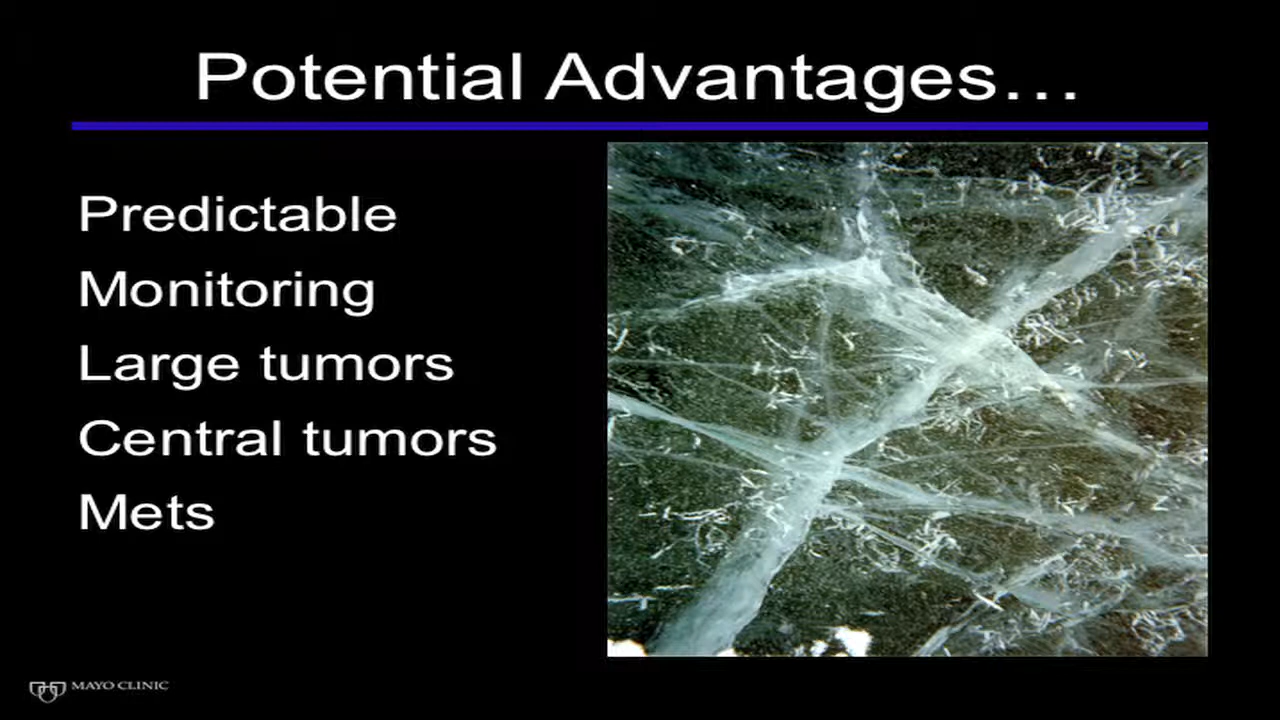 Potential Advantages…
Predictable
Monitoring
Large tumors
Central tumors
Mets
MAYO CLINIC